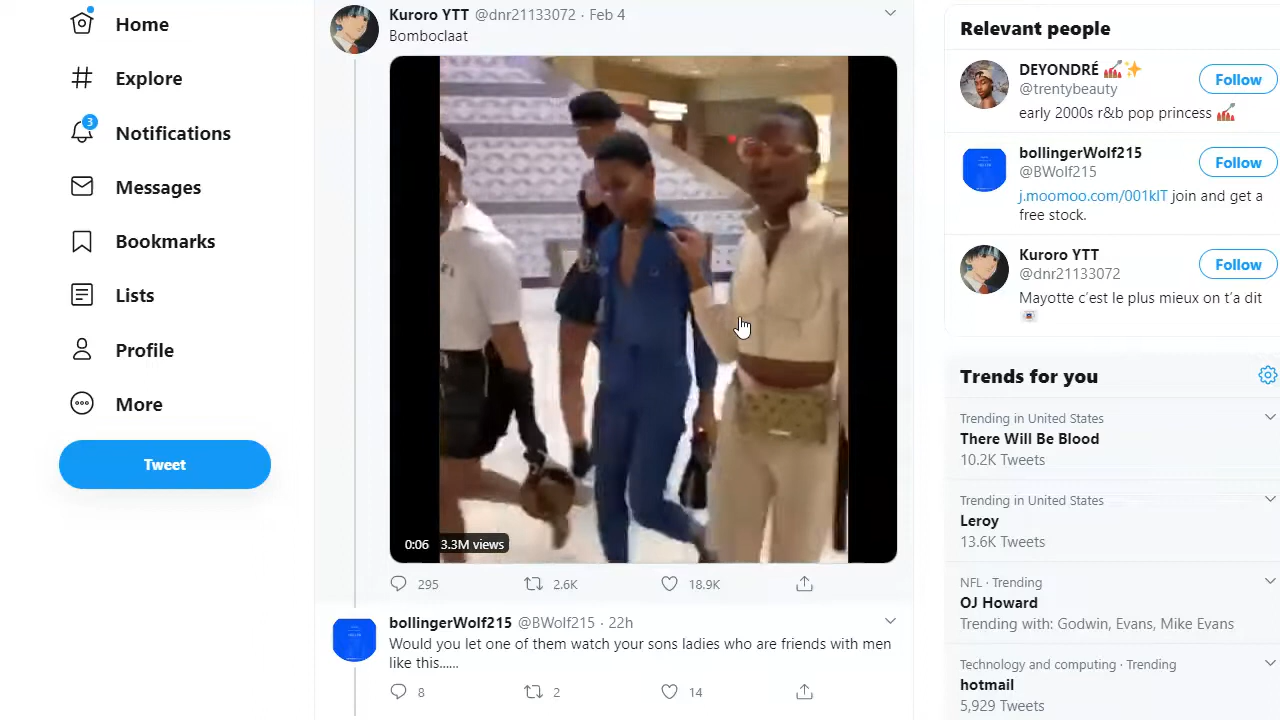 Home
Explore
3
Notifications
Messages
Bookmarks
Lists
Profile
More
Tweet
Kuroro YTT @dnr21133072 · Feb 4
Bomboclaat
0:06 3.3M views
295 2.6K 18.9K
bollingerWolf215 @BWolf215 · 22h
Would you let one of them watch your sons ladies who are friends with men
like this......
8 2 14
Relevant people
DEYONDRÉ
@trentybeauty
Follow
early 2000s r&b pop princess
bollingerWolf215
@BWolf215
Follow
j.moomoo.com/001kIT join and get a
free stock.
Kuroro YTT
@dnr21133072
Follow
Mayotte c'est le plus mieux on t'a dit
Trends for you
Trending in United States
There Will Be Blood
10.2K Tweets
Trending in United States
Leroy
13.6K Tweets
NFL · Trending
OJ Howard
Trending with: Godwin, Evans, Mike Evans
Technology and computing · Trending
hotmail
5,929 Tweets